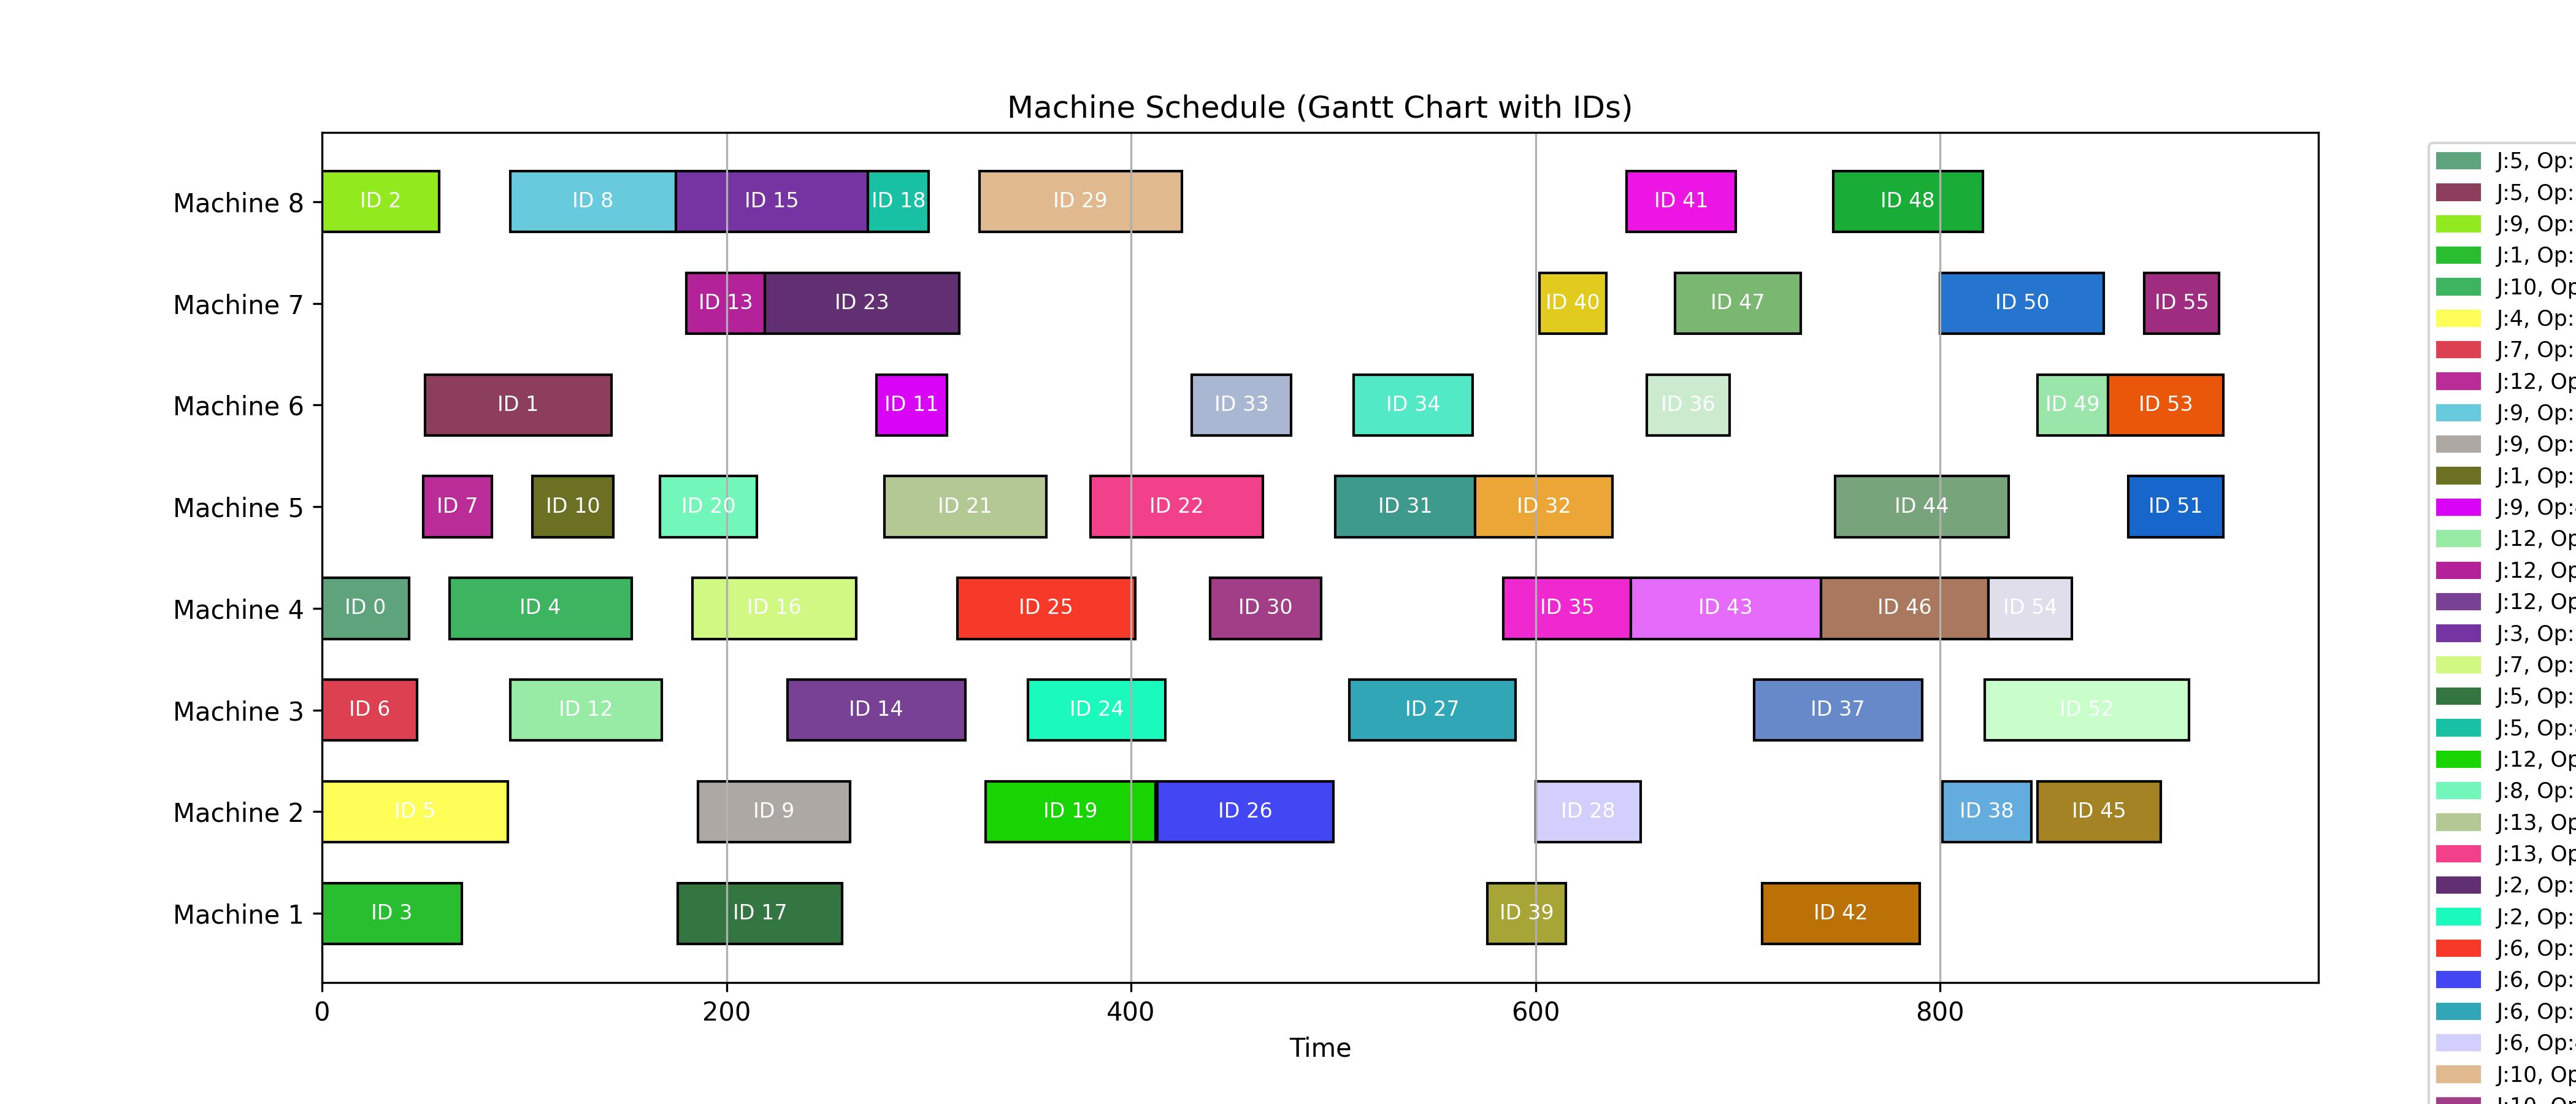 Machine Schedule (Gantt Chart with IDs)
Machine 8
ID 2
ID 8
ID 15
ID 18
ID 29
ID 41
ID 48
Machine 7
ID 13
ID 23
ID 40
ID 47
ID 50
ID 55
Machine 6
ID 1
ID 11
ID 33
ID 34
ID 36
ID 49
ID 53
Machine 5
ID 7
ID 10
ID 20
ID 21
ID 22
ID 31
ID 32
ID 44
ID 51
Machine 4
ID 0
ID 4
ID 16
ID 25
ID 30
ID 35
ID 43
ID 46
ID 54
Machine 3
ID 6
ID 12
ID 14
ID 24
ID 27
ID 37
ID 52
Machine 2
ID 5
ID 9
ID 19
ID 26
ID 28
ID 38
ID 45
Machine 1
ID 3
ID 17
ID 39
ID 42
0
200
400
600
800
Time
J:5, Op:
J:5, Op:
J:9, Op:
J:1, Op:
J:10, Op
J:4, Op:
J:7, Op:
J:12, Op
J:9, Op:
J:9, Op:
J:1, Op:
J:9, Op:
J:12, Op
J:12, Op
J:12, Op
J:3, Op:
J:7, Op:
J:5, Op:
J:5, Op:
J:12, Op
J:8, Op:
J:13, Op
J:13, Op
J:2, Op:
J:2, Op:
J:6, Op:
J:6, Op:
J:6, Op:
J:6, Op:
J:10, Op
J:10, Op